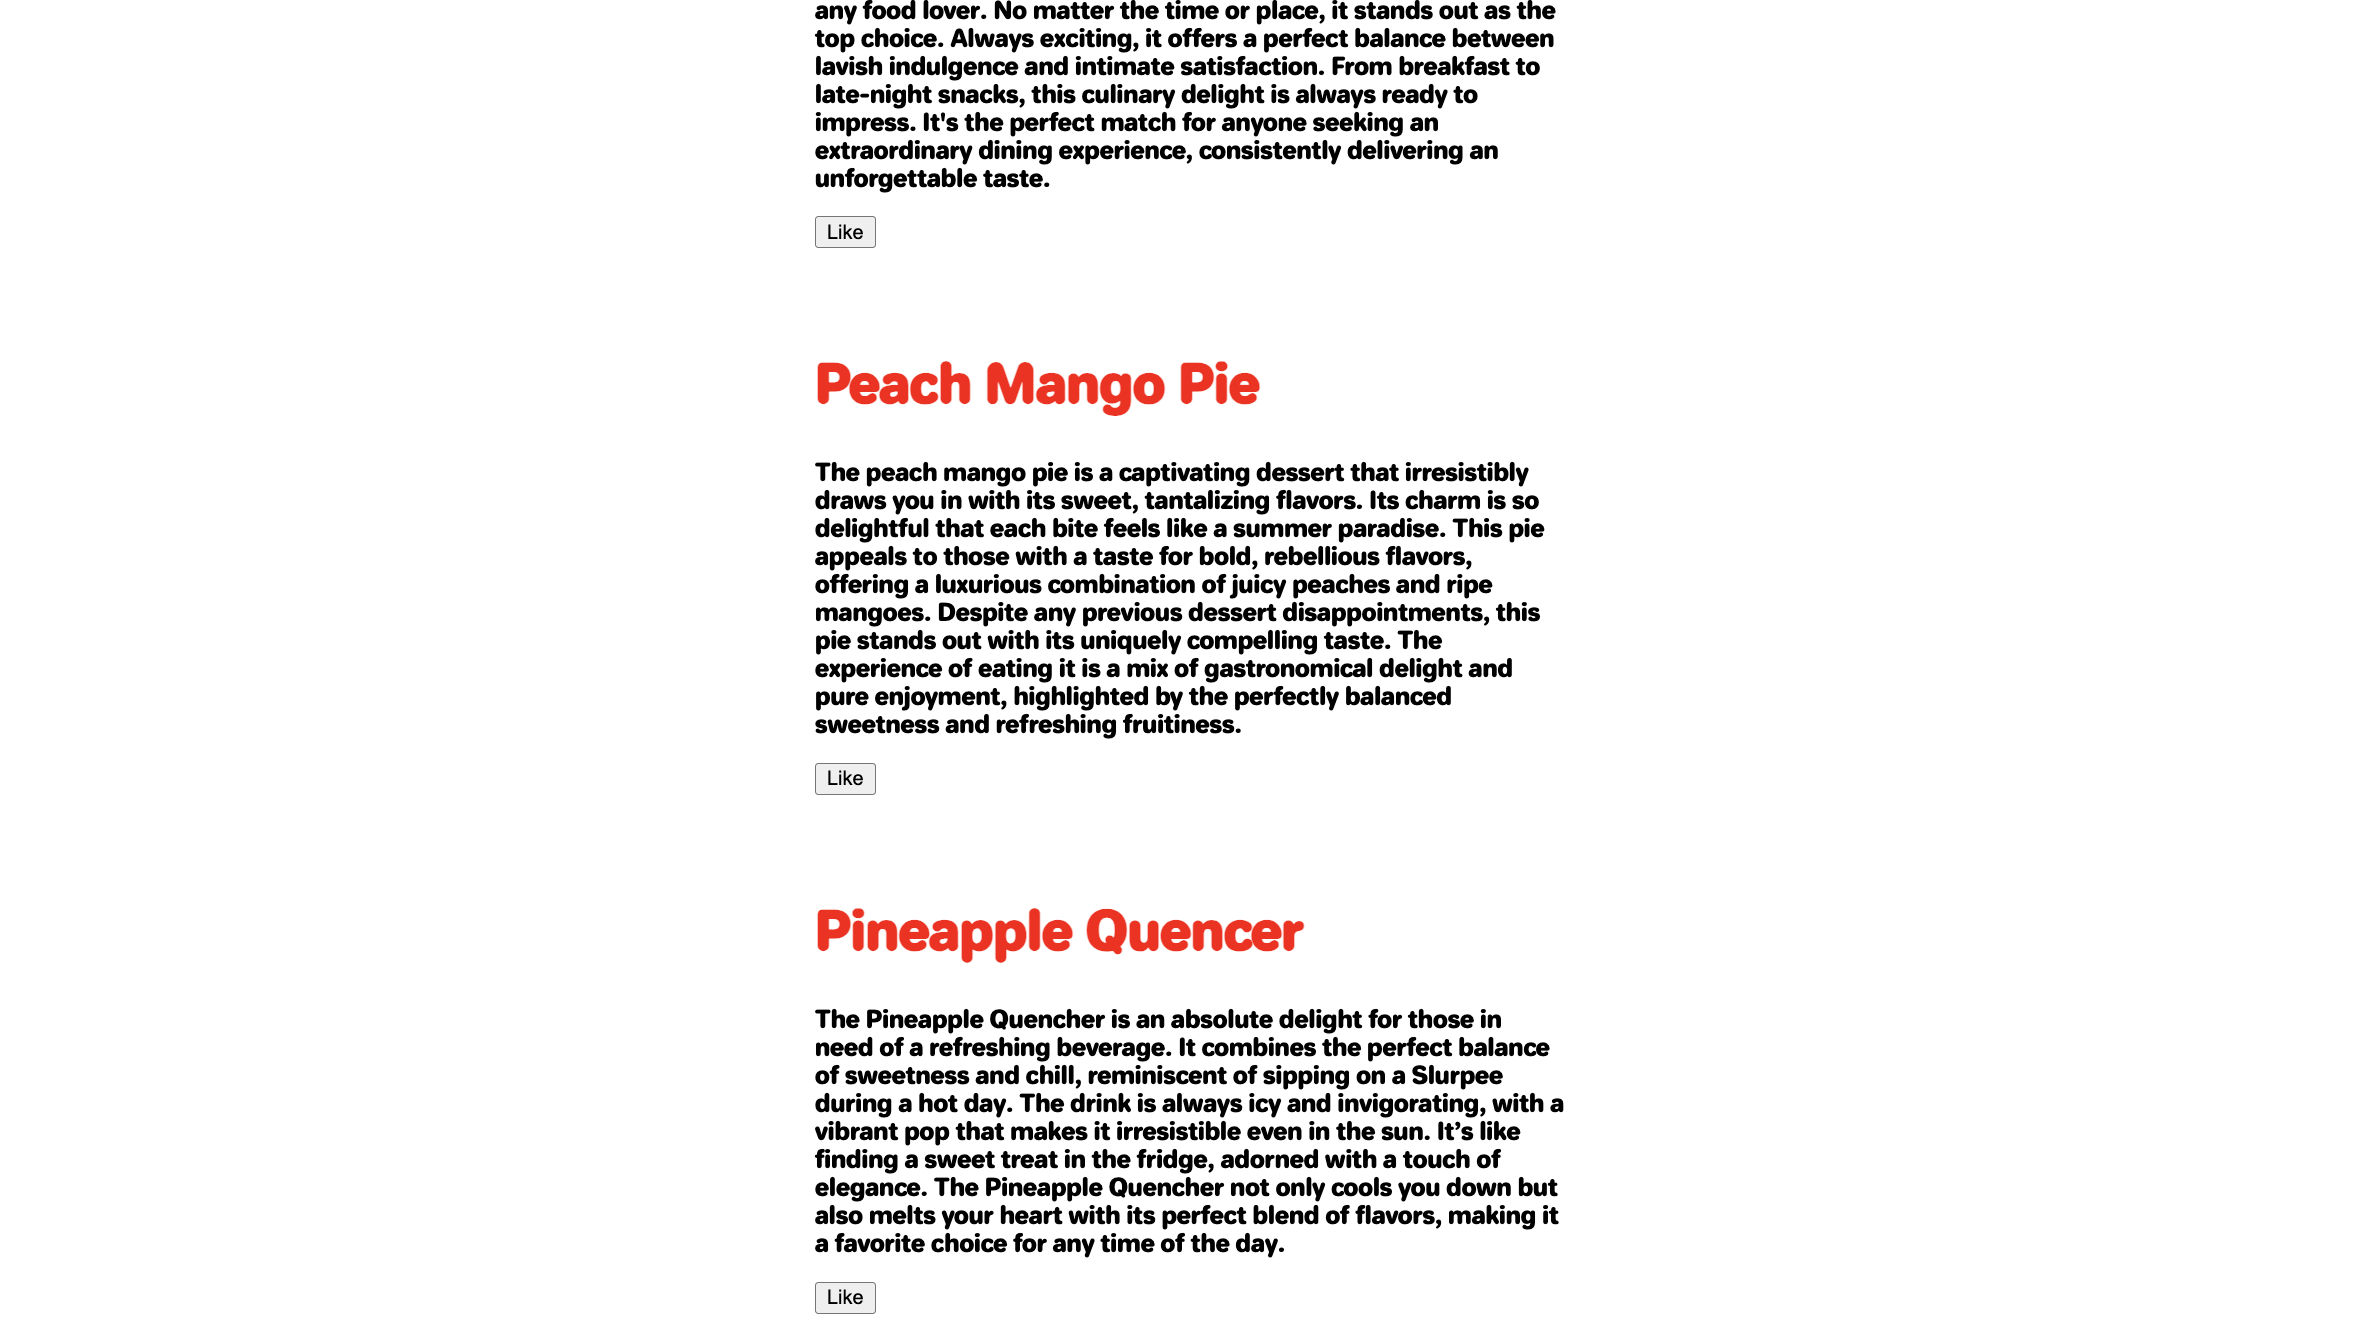 any food lover. No matter the time or place, it stands out as the
top choice. Always exciting, it offers a perfect balance between
lavish indulgence and intimate satisfaction. From breakfast to
late-night snacks, this culinary delight is always ready to
impress. It's the perfect match for anyone seeking an
extraordinary dining experience, consistently delivering an
unforgettable taste.
Like
Peach Mango Pie
The peach mango pie is a captivating dessert that irresistibly
draws you in with its sweet, tantalizing flavors. Its charm is so
delightful that each bite feels like a summer paradise. This pie
appeals to those with a taste for bold, rebellious flavors,
offering a luxurious combination of juicy peaches and ripe
mangoes. Despite any previous dessert disappointments, this
pie stands out with its uniquely compelling taste. The
experience of eating it is a mix of gastronomical delight and
pure enjoyment, highlighted by the perfectly balanced
sweetness and refreshing fruitiness.
Like
Pineapple Quencer
The Pineapple Quencher is an absolute delight for those in
need of a refreshing beverage. It combines the perfect balance
of sweetness and chill, reminiscent of sipping on a Slurpee
during a hot day. The drink is always icy and invigorating, with a
vibrant pop that makes it irresistible even in the sun. It’s like
finding a sweet treat in the fridge, adorned with a touch of
elegance. The Pineapple Quencher not only cools you down but
also melts your heart with its perfect blend of flavors, making it
a favorite choice for any time of the day.
Like